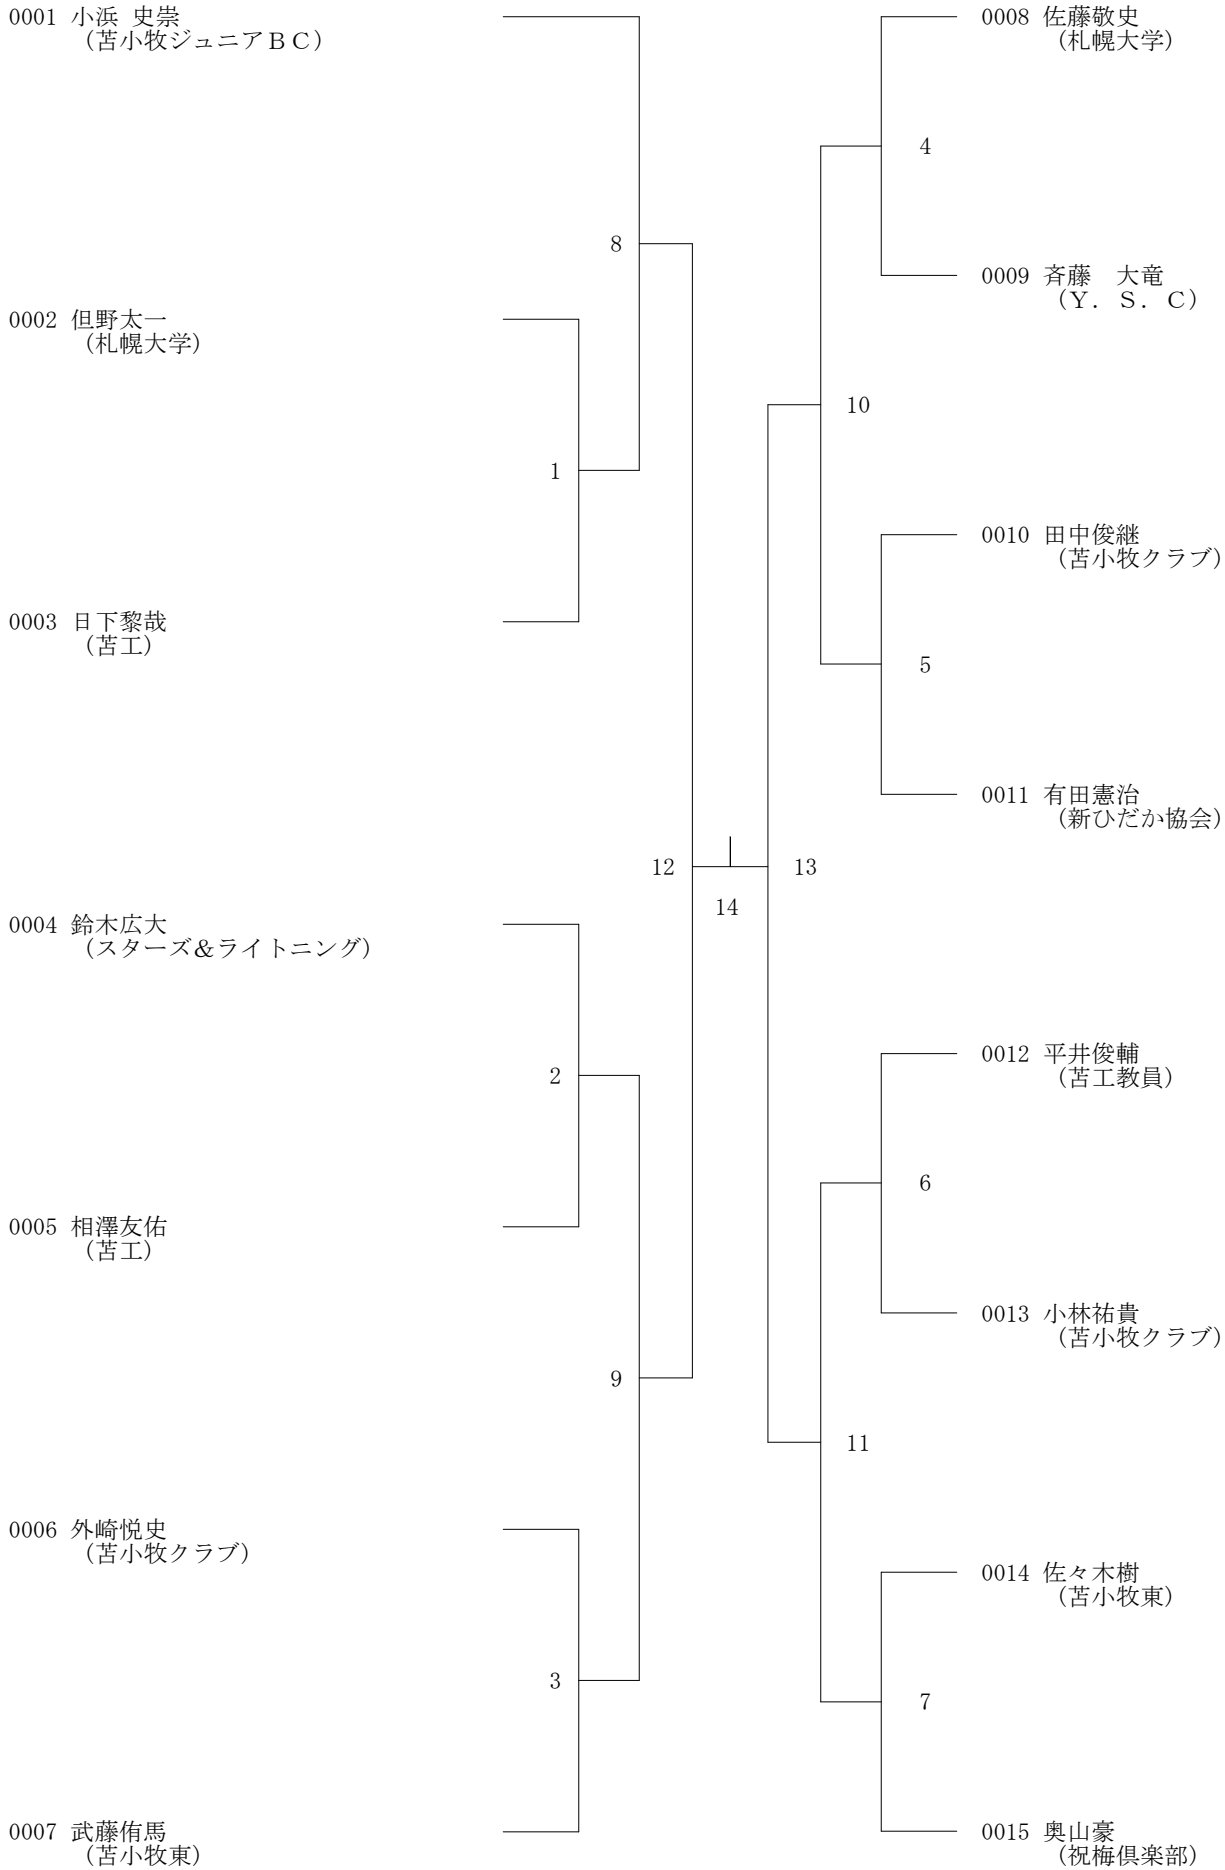 0001 小浜 史崇
（苫小牧ジュニアＢＣ）
8
0002 但野太一
（札幌大学）
1
0003 日下黎哉
（苫工）
12
14
0004 鈴木広大
（スターズ＆ライトニング）
2
0005 相澤友佑
（苫工）
9
0006 外崎悦史
（苫小牧クラブ）
3
0007 武藤侑馬
（苫小牧東）
0008 佐藤敬史
（札幌大学）
4
0009 斉藤　大竜
（Ｙ．Ｓ．Ｃ）
10
0010 田中俊継
（苫小牧クラブ）
5
0011 有田憲治
（新ひだか協会）
13
0012 平井俊輔
（苫工教員）
6
0013 小林祐貴
（苫小牧クラブ）
11
0014 佐々木樹
（苫小牧東）
7
0015 奥山豪
（祝梅倶楽部）